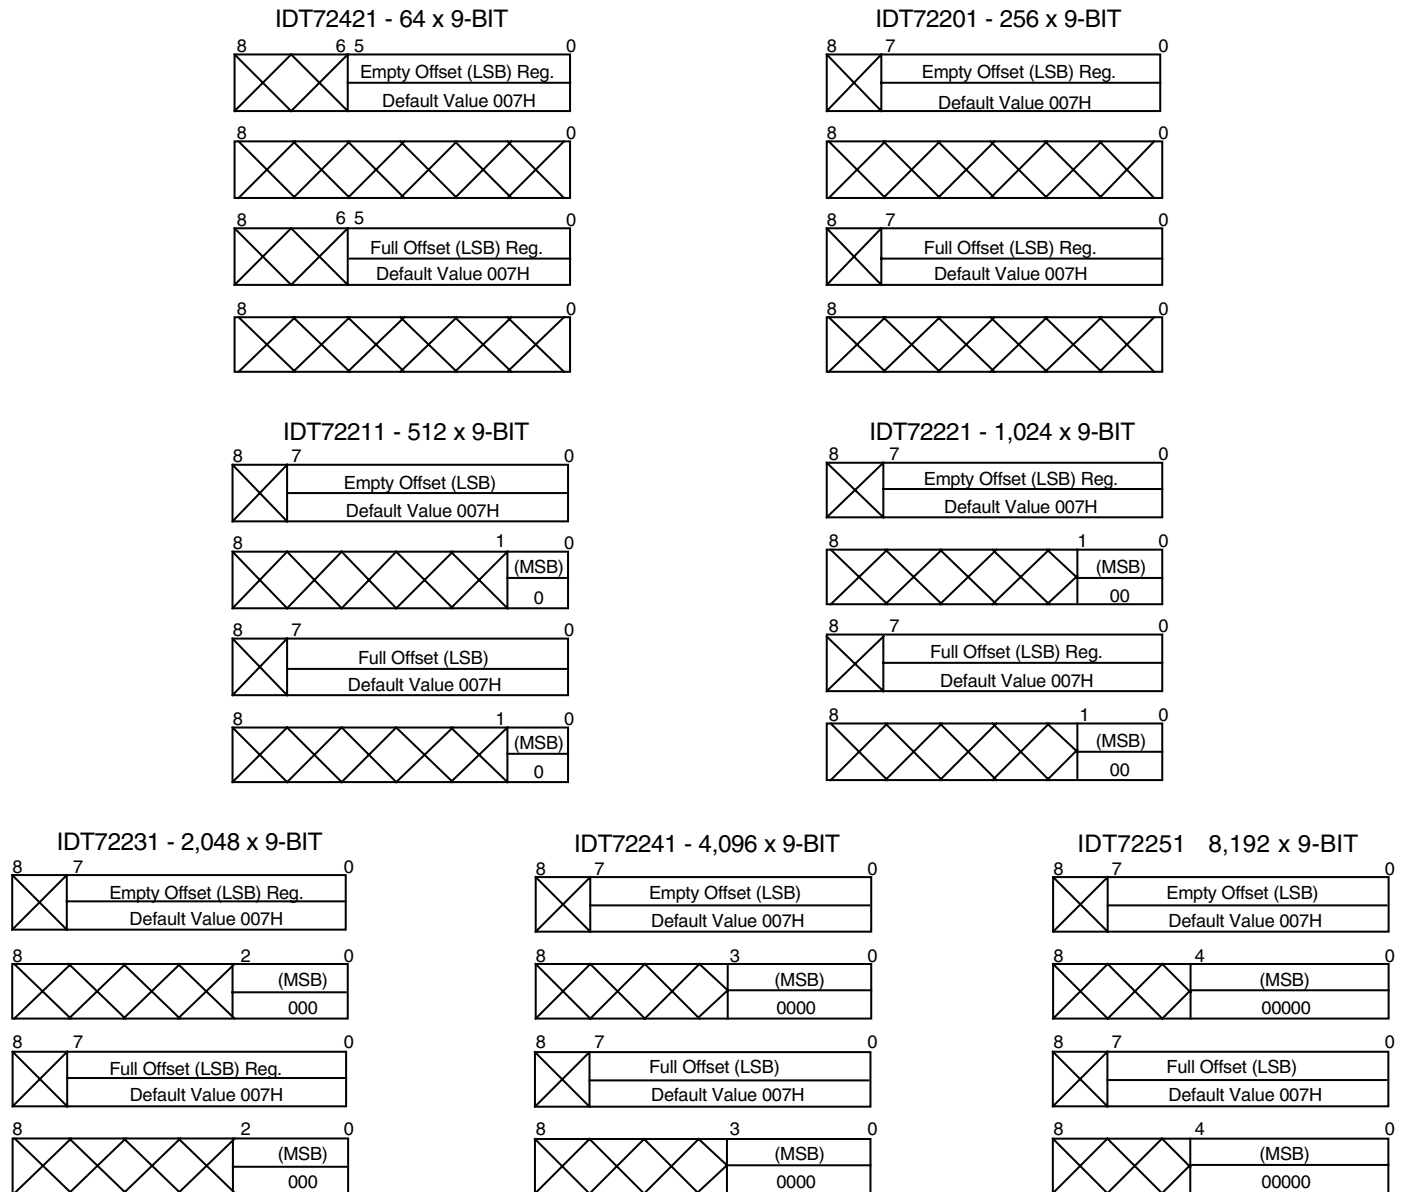 IDT72421 - 64 x 9-BIT
8 6 5 0
Empty Offset (LSB) Reg.
Default Value 007H
8 0
8 6 5 0
Full Offset (LSB) Reg.
Default Value 007H
8 0
IDT72201 - 256 x 9-BIT
8 7 0
Empty Offset (LSB) Reg.
Default Value 007H
8 0
8 7 0
Full Offset (LSB) Reg.
Default Value 007H
8 0
IDT72211 - 512 x 9-BIT
8 7 0
Empty Offset (LSB)
Default Value 007H
8 1 0
(MSB)
0
8 7 0
Full Offset (LSB)
Default Value 007H
8 1 0
(MSB)
0
IDT72221 - 1,024 x 9-BIT
8 7 0
Empty Offset (LSB) Reg.
Default Value 007H
8 1 0
(MSB)
00
8 7 0
Full Offset (LSB) Reg.
Default Value 007H
8 1 0
(MSB)
00
IDT72231 - 2,048 x 9-BIT
8 7 0
Empty Offset (LSB) Reg.
Default Value 007H
8 2 0
(MSB)
000
8 7 0
Full Offset (LSB) Reg.
Default Value 007H
8 2 0
(MSB)
000
IDT72241 - 4,096 x 9-BIT
8 7 0
Empty Offset (LSB)
Default Value 007H
8 3 0
(MSB)
0000
8 7 0
Full Offset (LSB)
Default Value 007H
8 3 0
(MSB)
0000
IDT72251 8,192 x 9-BIT
8 7 0
Empty Offset (LSB)
Default Value 007H
8 4 0
(MSB)
00000
8 7 0
Full Offset (LSB)
Default Value 007H
8 4 0
(MSB)
00000